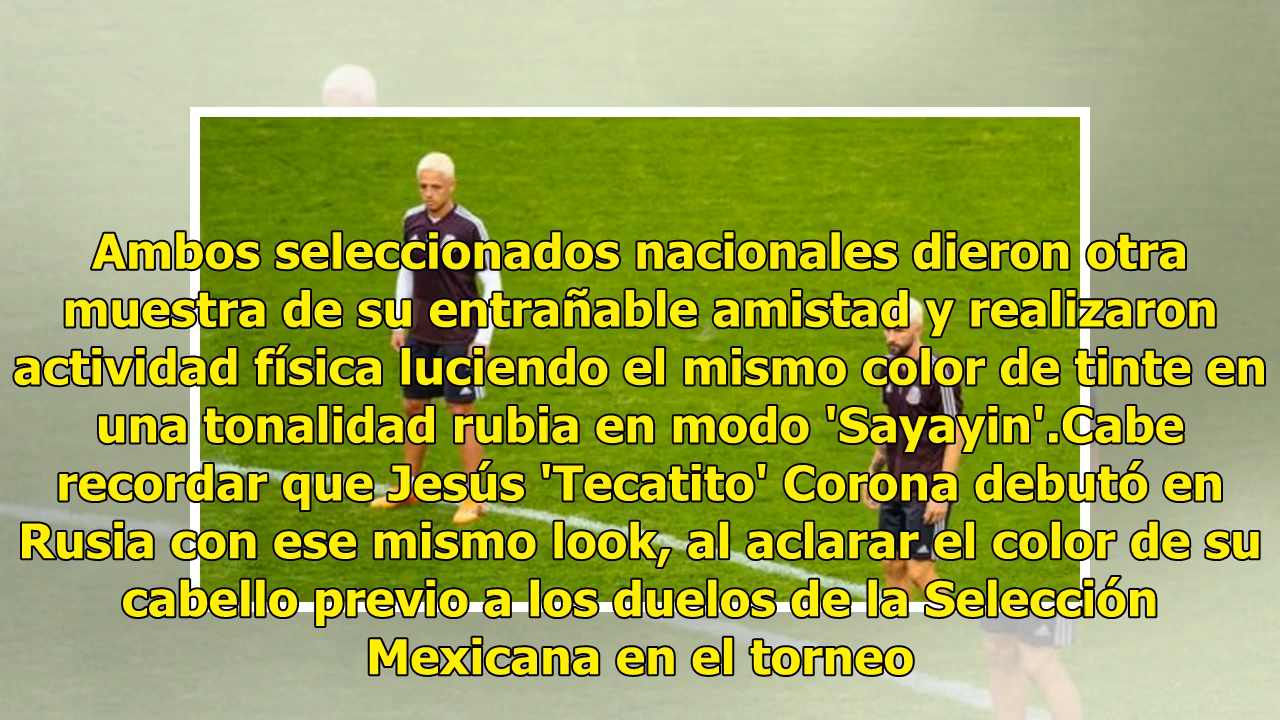 Ambos seleccionados nacionales dieron otra
muestra de su entrañable amistad y realizaron
actividad física luciendo el mismo color de tinte en
una tonalidad rubia en modo 'Sayayin'.Cabe
recordar que Jesús 'Tecatito' Corona debutó en
Rusia con ese mismo look, al aclarar el color de su
cabello previo a los duelos de la Selección
Mexicana en el torneo